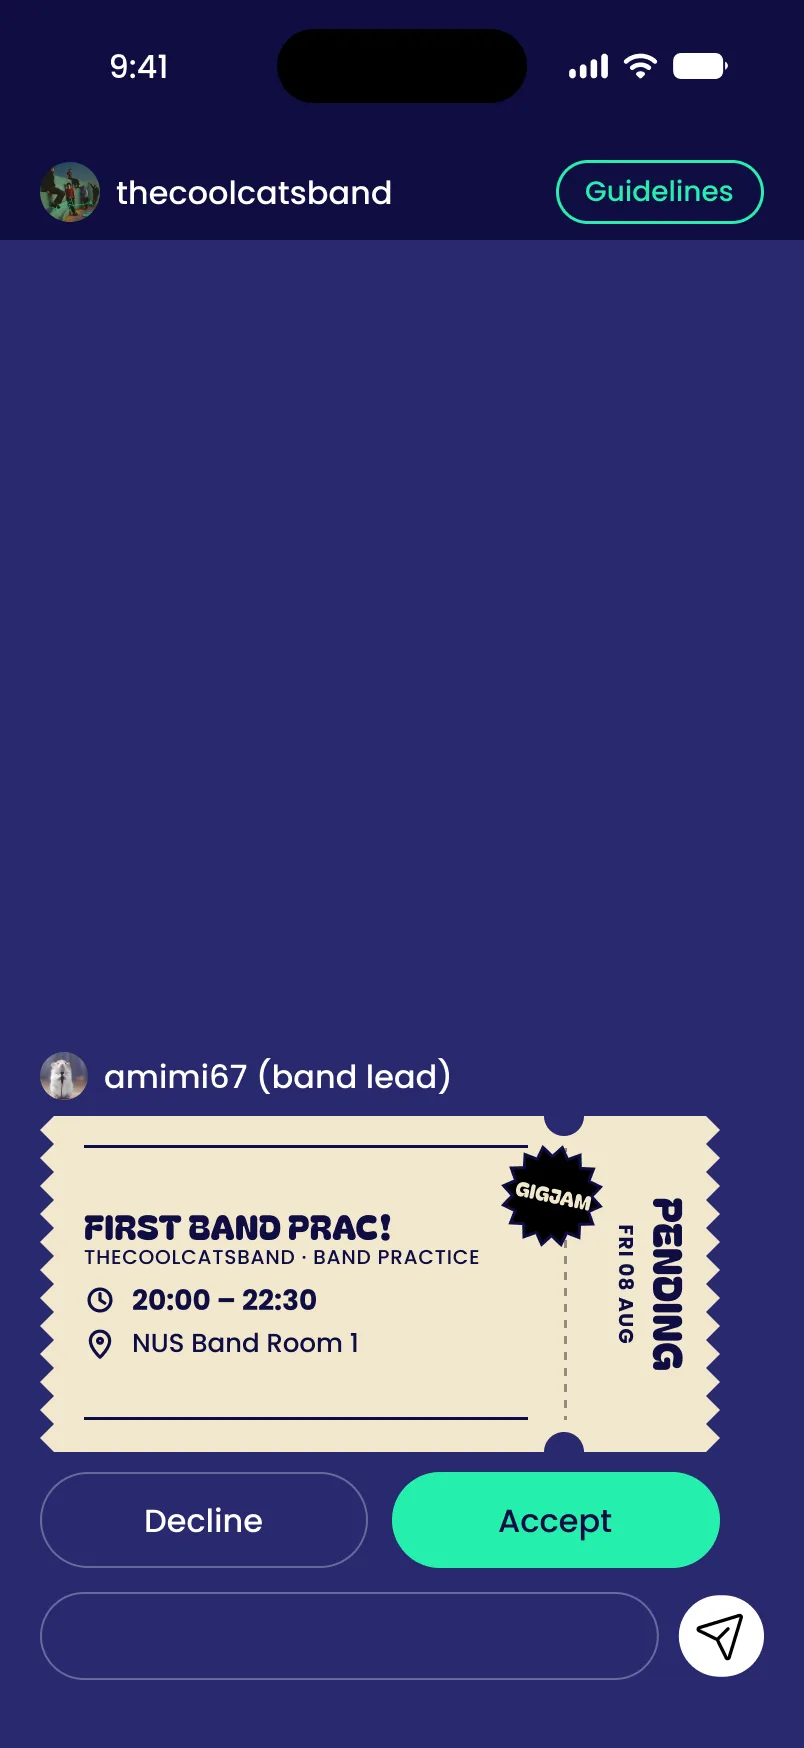 9:41
thecoolcatsband
Guidelines
amimi67 (band lead)
GIGJAM
FIRST BAND PRAC!
THECOOLCATSBAND · BAND PRACTICE
20:00 – 22:30
NUS Band Room 1
PENDING
FRI 08 AUG
Decline
Accept